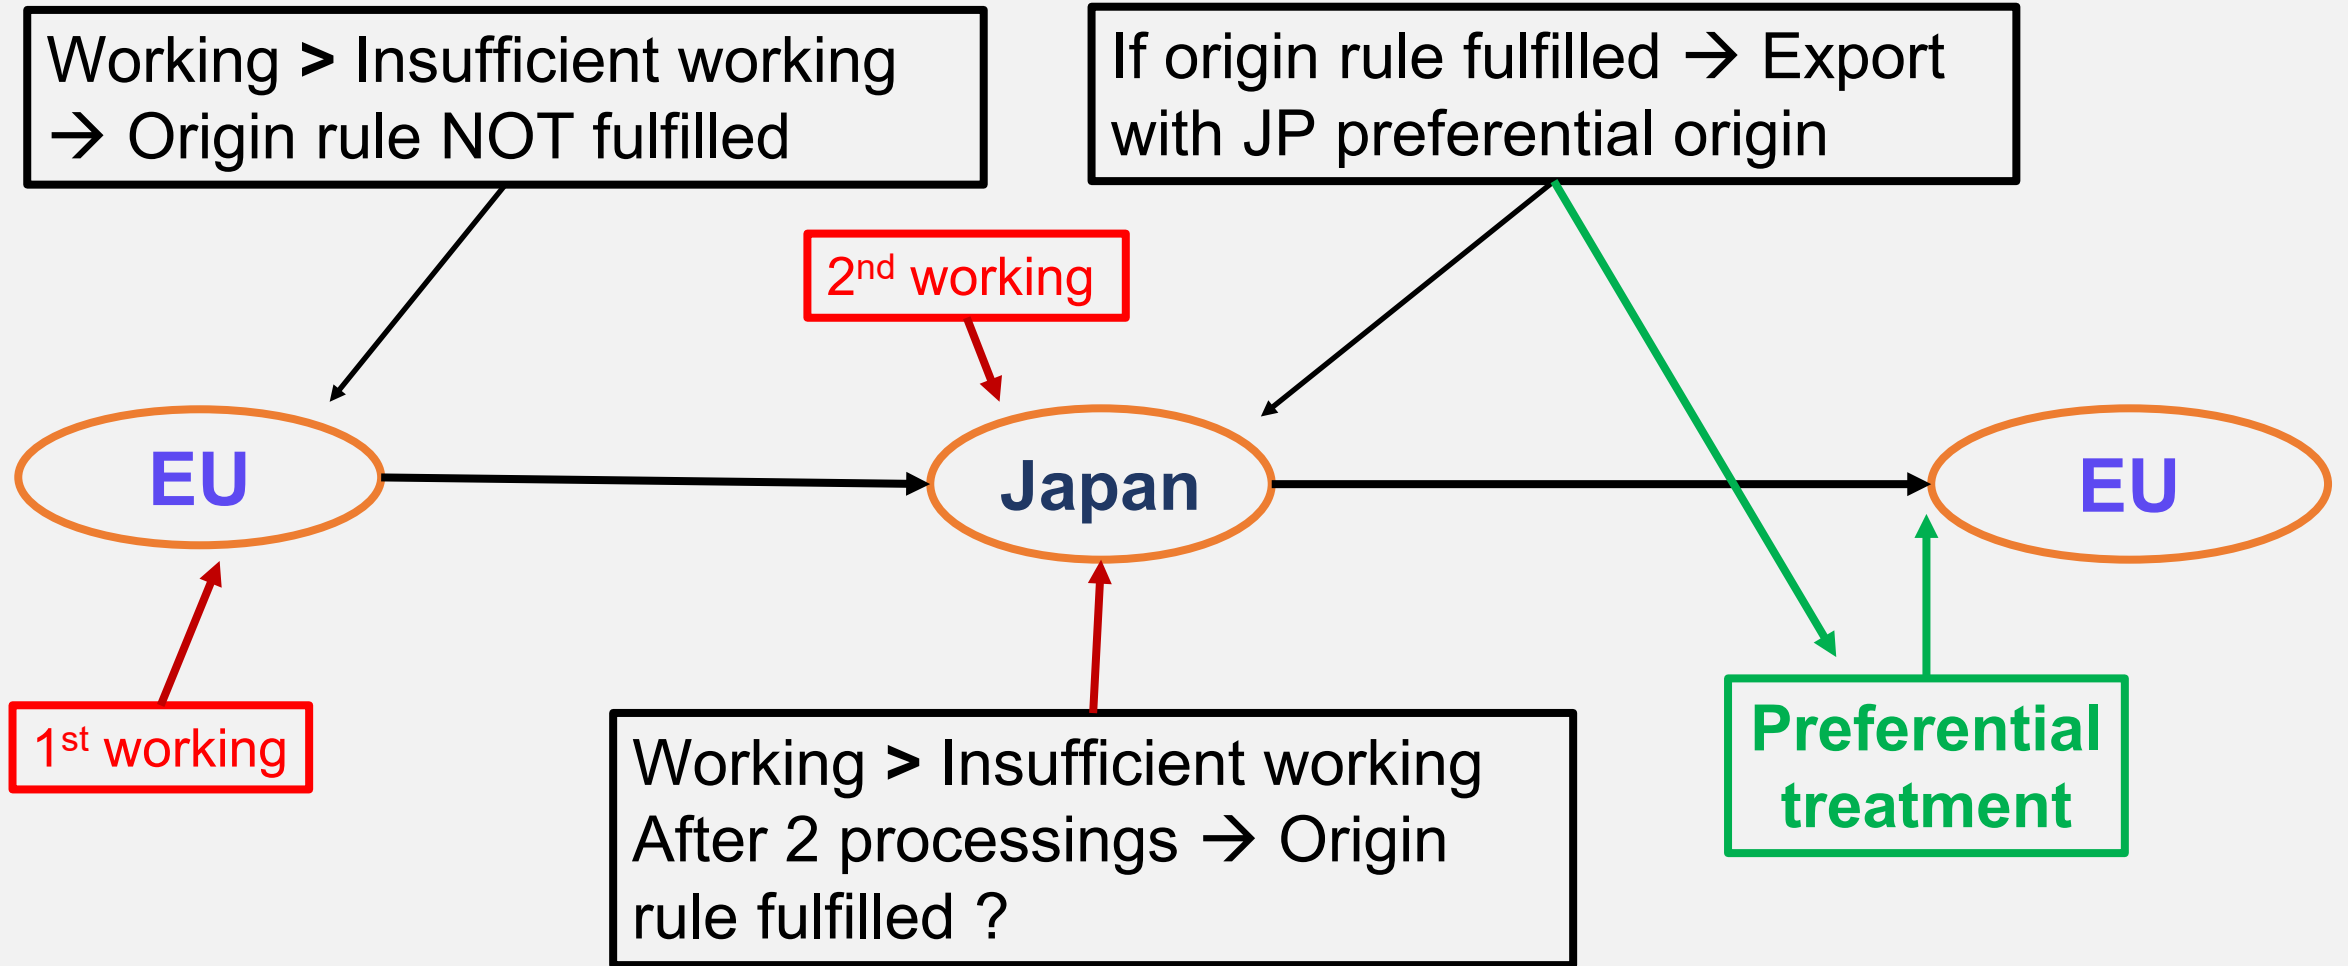 Working > Insufficient working
→ Origin rule NOT fulfilled
If origin rule fulfilled → Export
with JP preferential origin
2nd working
EU
Japan
EU
1st working
Working > Insufficient working
After 2 processings → Origin
rule fulfilled ?
Preferential
treatment